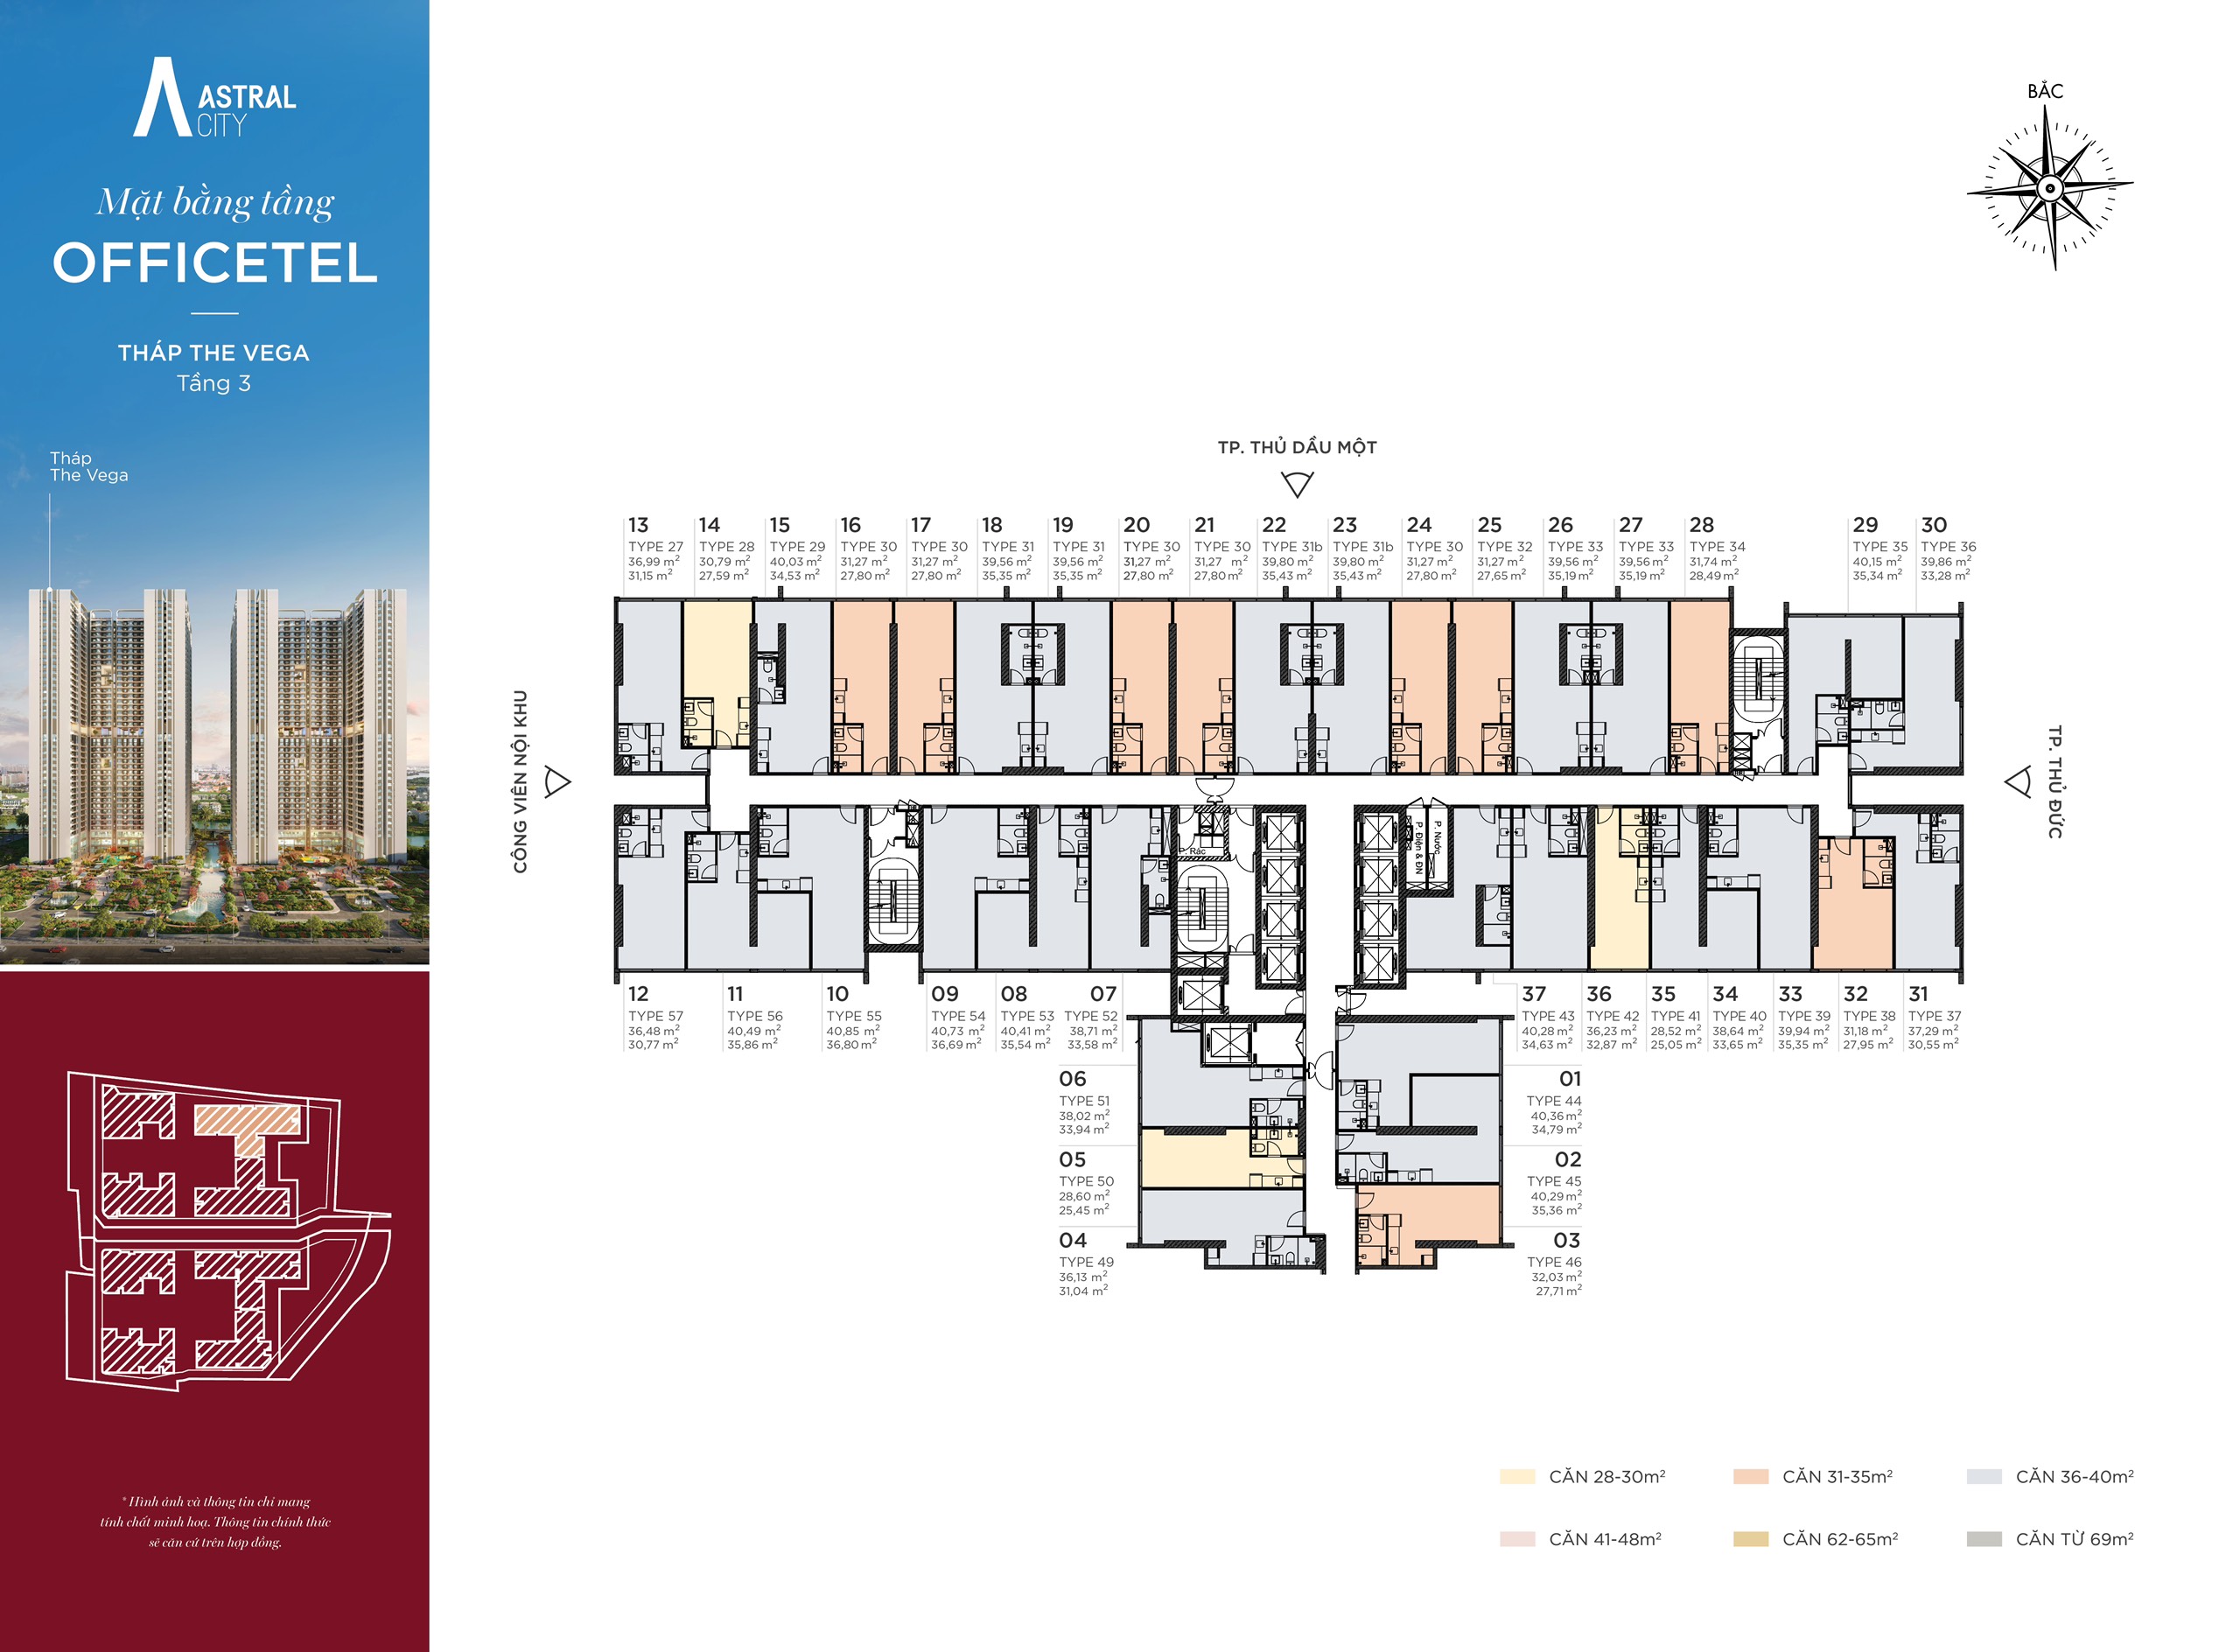 ASTRAL
CITY
Mặt bằng tầng
OFFICETEL
THÁP THE VEGA
Tầng 3
Tháp
The Vega
* Hình ảnh và thông tin chỉ mang
tính chất minh hoạ. Thông tin chính thức
sẽ căn cứ trên hợp đồng.
BẮC
TP. THỦ DẦU MỘT
CÔNG VIÊN NỘI KHU
TP. THỦ ĐỨC
13
TYPE 27
36,99 m²
31,15 m²
14
TYPE 28
30,79 m²
27,59 m²
15
TYPE 29
40,03 m²
34,53 m²
16
TYPE 30
31,27 m²
27,80 m²
17
TYPE 30
31,27 m²
27,80 m²
18
TYPE 31
39,56 m²
35,35 m²
19
TYPE 31
39,56 m²
35,35 m²
20
TYPE 30
31,27 m²
27,80 m²
21
TYPE 30
31,27 m²
27,80 m²
22
TYPE 31b
39,80 m²
35,43 m²
23
TYPE 31b
39,80 m²
35,43 m²
24
TYPE 30
31,27 m²
27,80 m²
25
TYPE 32
31,27 m²
27,65 m²
26
TYPE 33
39,56 m²
35,19 m²
27
TYPE 33
39,56 m²
35,19 m²
28
TYPE 34
31,74 m²
28,49 m²
29
TYPE 35
40,15 m²
35,34 m²
30
TYPE 36
39,86 m²
33,28 m²
P. Rác
P. Điện & ĐN
P. Nước
12
TYPE 57
36,48 m²
30,77 m²
11
TYPE 56
40,49 m²
35,86 m²
10
TYPE 55
40,85 m²
36,80 m²
09
TYPE 54
40,73 m²
36,69 m²
08
TYPE 53
40,41 m²
35,54 m²
07
TYPE 52
38,71 m²
33,58 m²
37
TYPE 43
40,28 m²
34,63 m²
36
TYPE 42
36,23 m²
32,87 m²
35
TYPE 41
28,52 m²
25,05 m²
34
TYPE 40
38,64 m²
33,65 m²
33
TYPE 39
39,94 m²
35,35 m²
32
TYPE 38
31,18 m²
27,95 m²
31
TYPE 37
37,29 m²
30,55 m²
06
TYPE 51
38,02 m²
33,94 m²
05
TYPE 50
28,60 m²
25,45 m²
04
TYPE 49
36,13 m²
31,04 m²
01
TYPE 44
40,36 m²
34,79 m²
02
TYPE 45
40,29 m²
35,36 m²
03
TYPE 46
32,03 m²
27,71 m²
CĂN 28-30m²
CĂN 31-35m²
CĂN 36-40m²
CĂN 41-48m²
CĂN 62-65m²
CĂN TỪ 69m²